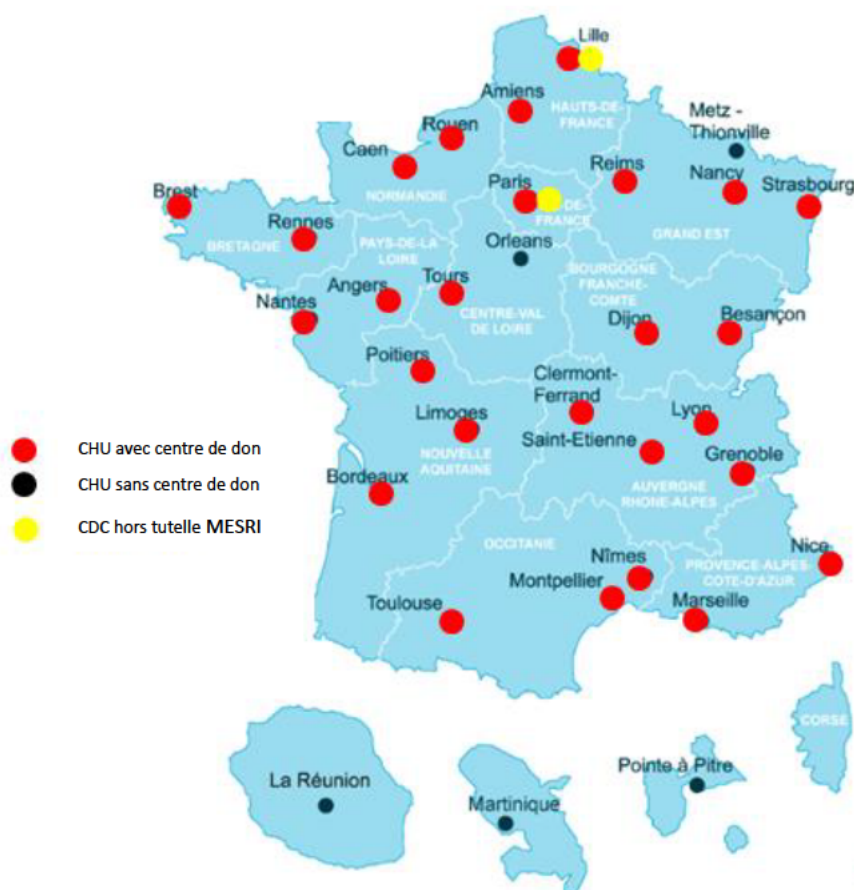 Lille
Amiens
HAUTS-DE-
FRANCE
Metz -
Thionville
Rouen
Caen
Reims
Nancy
Strasbourg
Paris
NORMANDIE
-DE-
FRANCE
Brest
Rennes
BRETAGNE
PAYS-DE-LA
LOIRE
Orleans
GRAND EST
Angers
Tours
BOURGOGNE
FRANCHE-
COMTE
Nantes
CENTRE-VAL
DE LOIRE
Dijon
Besançon
Poitiers
Clermont-
Ferrand
Limoges
Lyon
Saint-Etienne
NOUVELLE
AQUITAINE
Grenoble
AUVERGNE
RHONE-ALPES
Bordeaux
CHU avec centre de don
CHU sans centre de don
CDC hors tutelle MESRI
OCCITANIE
Nîmes
Nice
PROVENCE-ALPES-
COTE-D'AZUR
Montpellier
Marseille
Toulouse
CORSE
La Réunion
Martinique
Pointe à Pitre